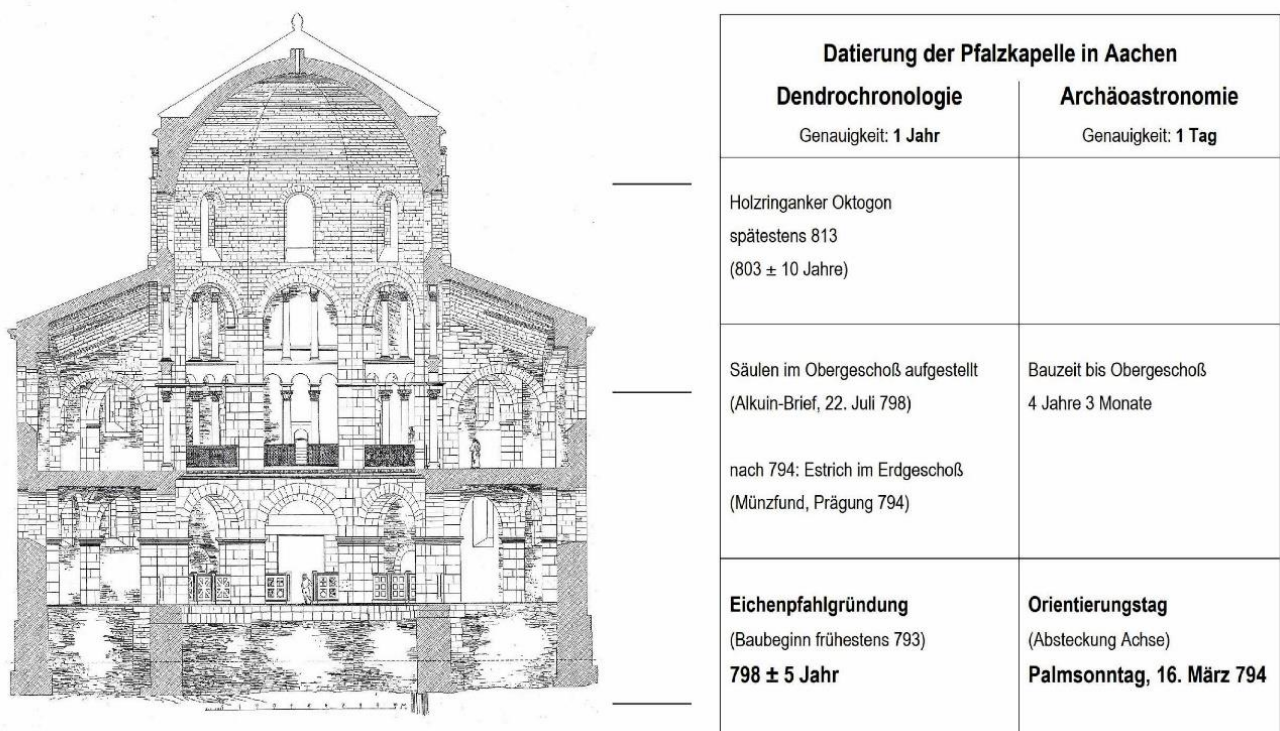 Datierung der Pfalzkapelle in Aachen
Dendrochronologie
Genauigkeit: 1 Jahr
Archäoastronomie
Genauigkeit: 1 Tag
Holzringanker Oktogon
spätestens 813
(803 ± 10 Jahre)
Säulen im Obergeschoß aufgestellt
(Alkuin-Brief, 22. Juli 798)
nach 794: Estrich im Erdgeschoß
(Münzfund, Prägung 794)
Bauzeit bis Obergeschoß
4 Jahre 3 Monate
Eichenpfahlgründung
(Baubeginn frühestens 793)
798 ± 5 Jahr
Orientierungstag
(Absteckung Achse)
Palmsonntag, 16. März 794